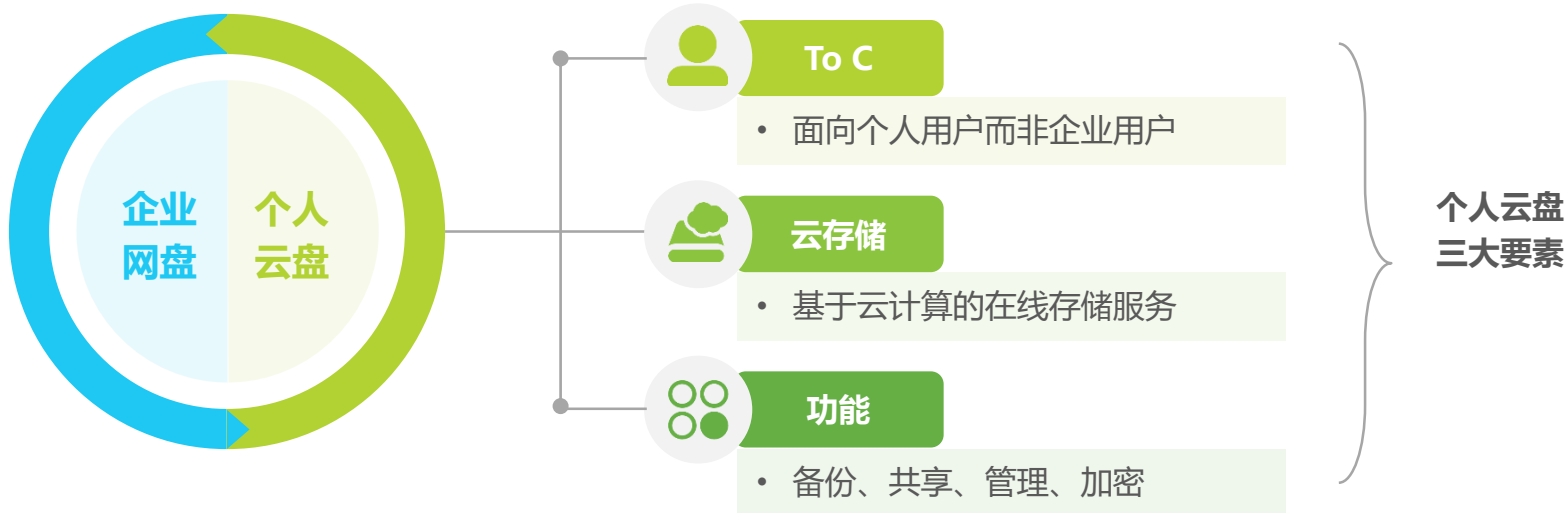 企业
网盘
个人
云盘
To C
• 面向个人用户而非企业用户
云存储
• 基于云计算的在线存储服务
功能
• 备份、共享、管理、加密
个人云盘
三大要素